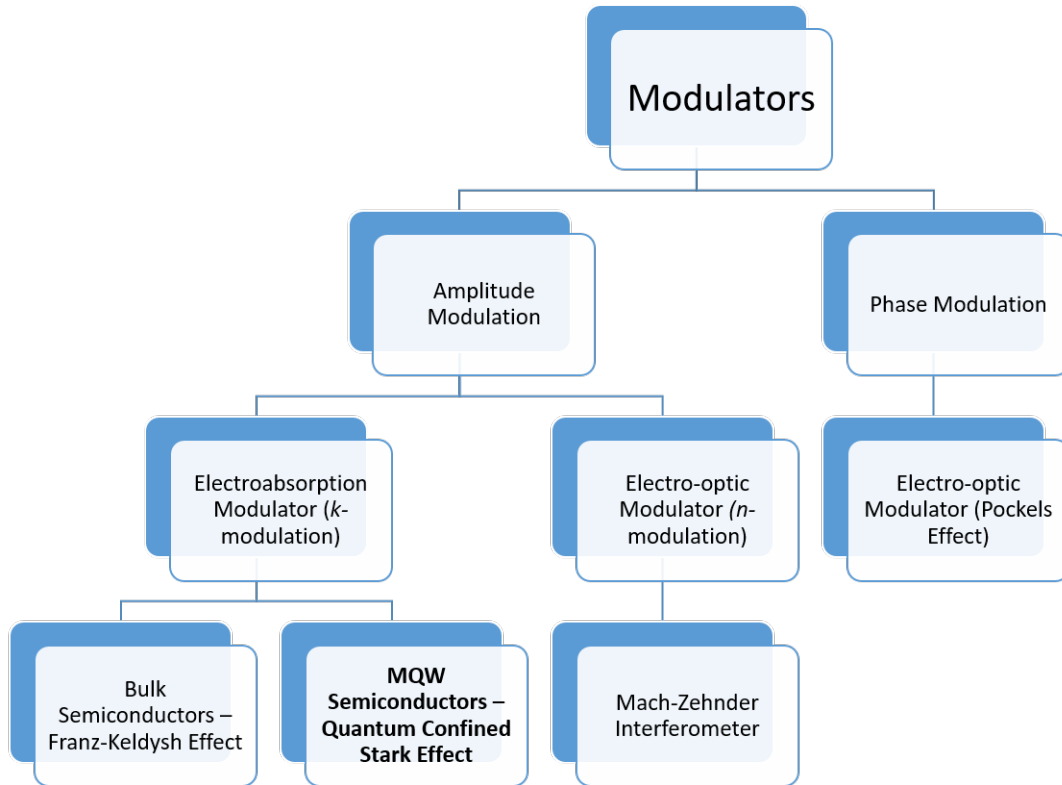 Modulators
Amplitude
Modulation
Phase Modulation
Electroabsorption
Modulator (k-
modulation)
Electro-optic
Modulator (n-
modulation)
Electro-optic
Modulator (Pockels
Effect)
Bulk
Semiconductors –
Franz-Keldysh Effect
MQW
Semiconductors –
Quantum Confined
Stark Effect
Mach-Zehnder
Interferometer